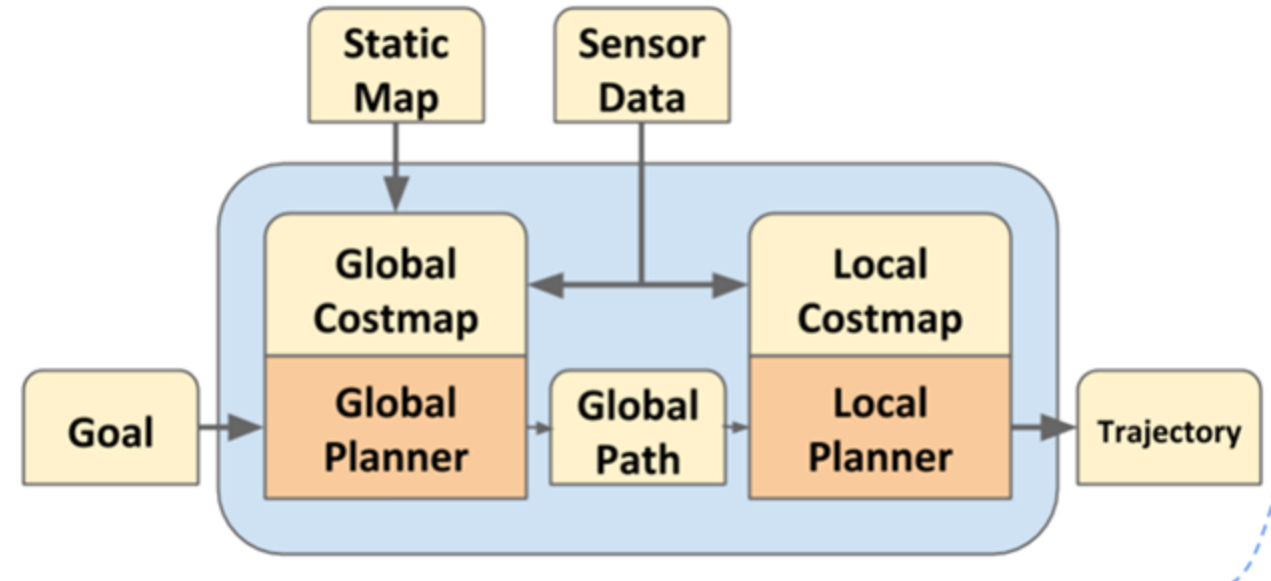 Static
Map
Sensor
Data
Global
Costmap
Local
Costmap
Goal
Global
Planner
Global
Path
Local
Planner
Trajectory